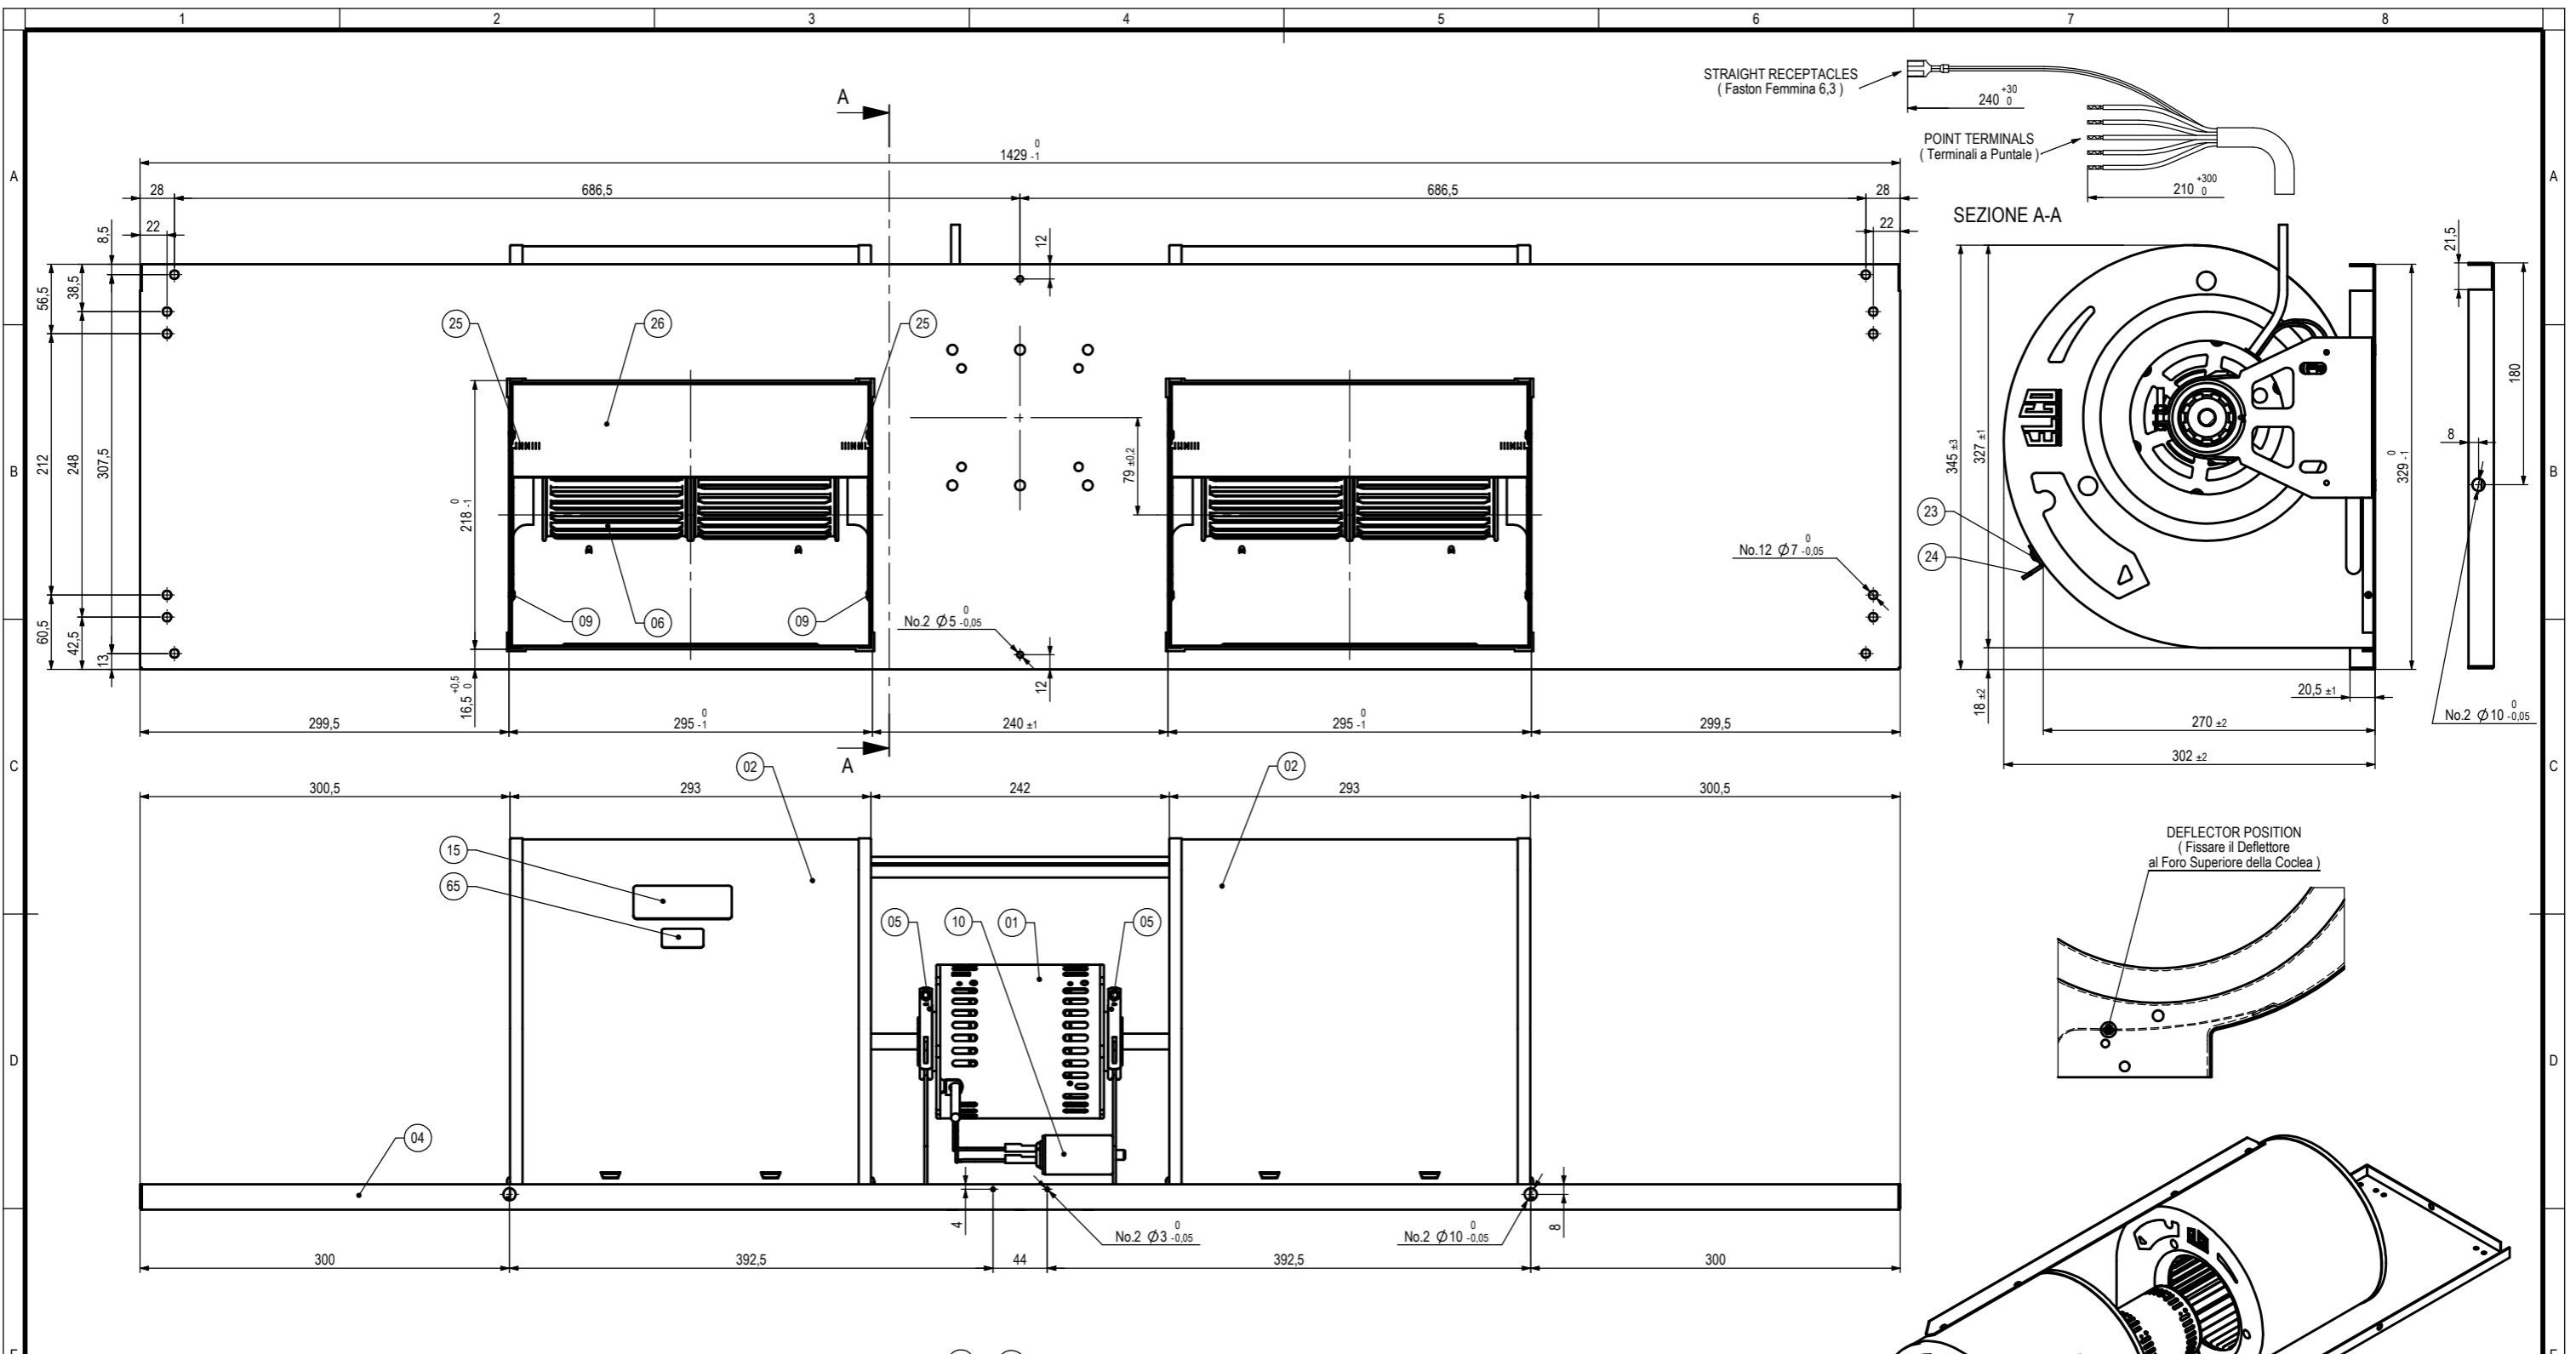 1 2 3 4 5 6 7 8
STRAIGHT RECEPTACLES
( Faston Femmina 6,3 )
240 +30 0
POINT TERMINALS
( Terminali a Puntale )
210 +300 0
A
A A
1429 0 -1
28 686,5 686,5 28
22 22
8,5
12
SEZIONE A-A
21,5
56,5
38,5
25 26 25
180
8
B B
212
248
307,5
218 0 -1
79 ±0,2
345 ±3
327 ±1
ELCO
329 0 -1
23
24
No.12 Ø7 0 -0,05
09 06 09
No.2 Ø5 0 -0,05
60,5
42,5
13
16,5 +0,5 0
12
18 ±2
20,5 ±1
No.2 Ø10 0 -0,05
299,5 295 0 -1 240 ±1 295 0 -1 299,5
270 ±2
302 ±2
A
C C
02 02
300,5 293 242 293 300,5
DEFLECTOR POSITION
( Fissare il Deflettore
al Foro Superiore della Coclea )
15
65
05 10 01 05
D D
04
4
No.2 Ø3 0 -0,05
No.2 Ø10 0 -0,05
8
300 392,5 44 392,5 300